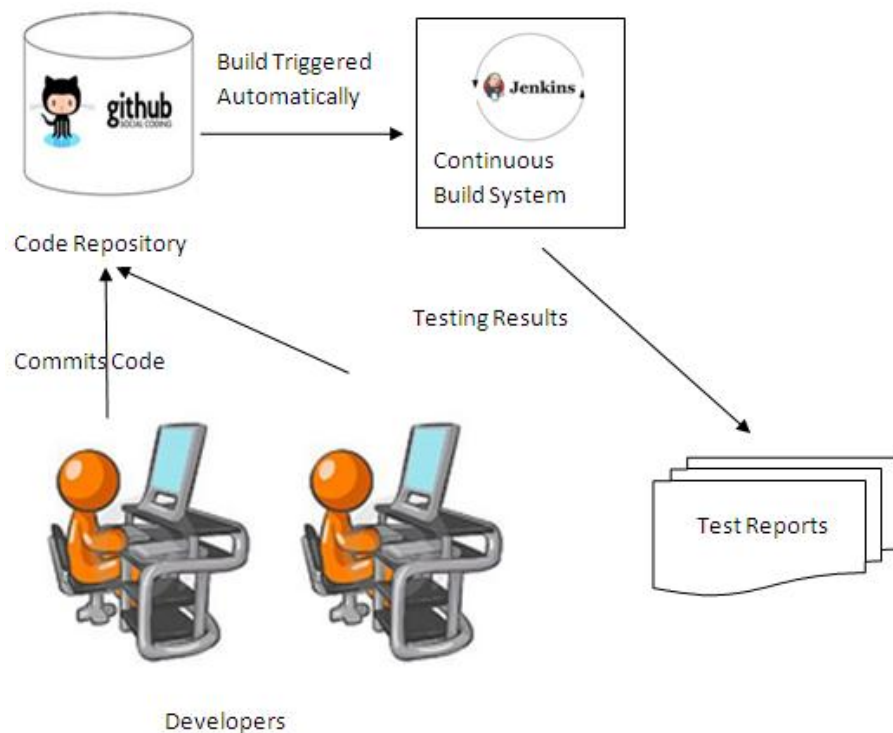 Build Triggered
Automatically
github
SOCIAL CODING
Jenkins
Continuous
Build System
Code Repository
Testing Results
Commits Code
Test Reports
Developers